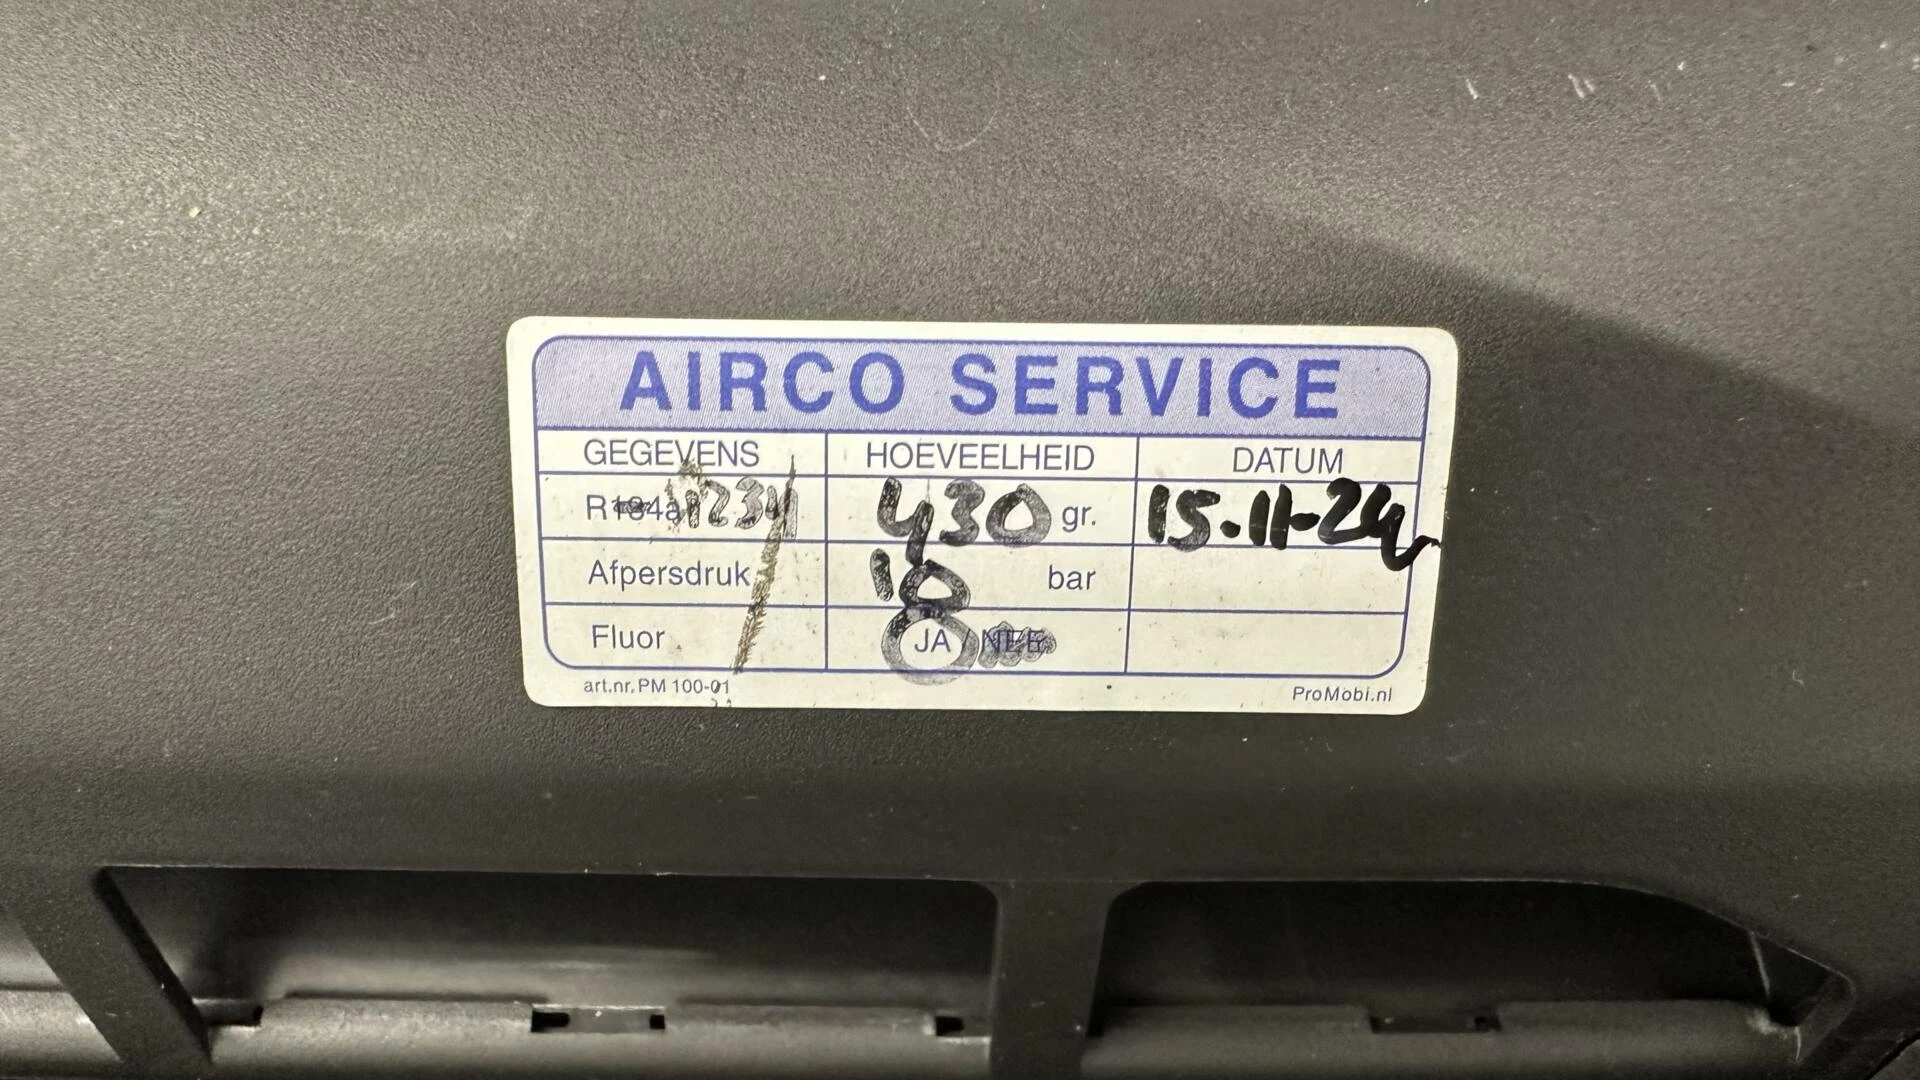 AIRCO SERVICE
GEGEVENS HOEVEELHEID DATUM
R134a 1234 430 gr. 15-11-24
Afpersdruk 10 bar
Fluor JA / NEE
art.nr. PM 100-01 ProMobi.nl